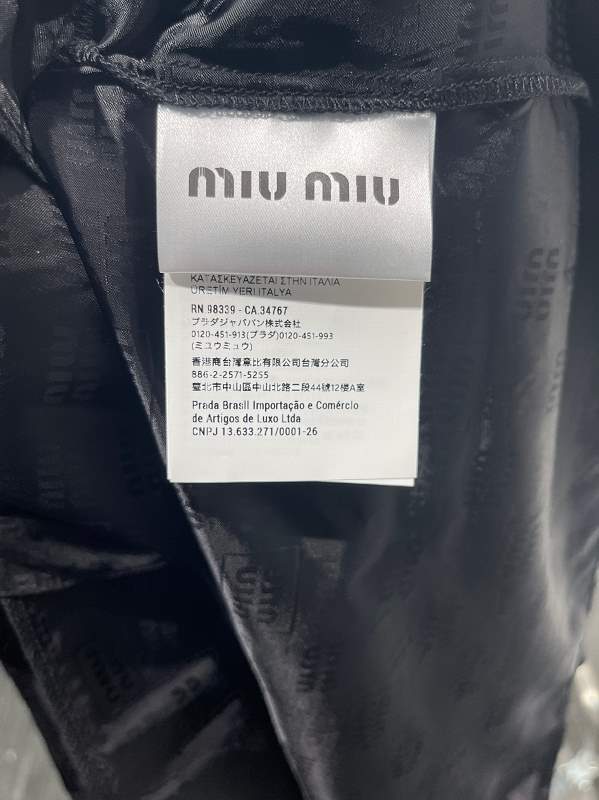 miu miu
ΚΑΤΑΣΚΕΥΑΖΕΤΑΙ ΣΤΗΝ ΙΤΑΛΙΑ
ÜRETİM YERİ İTALYA
RN 98339 - CA.34767
プラダジャパン株式会社
0120-451-913(プラダ)0120-451-993
(ミュウミュウ)
香港商台灣意比有限公司台灣分公司
886-2-2571-5255
臺北市中山區中山北路二段44號12樓A室
Prada Brasil Importação e Comércio
de Artigos de Luxo Ltda
CNPJ 13.633.271/0001-26